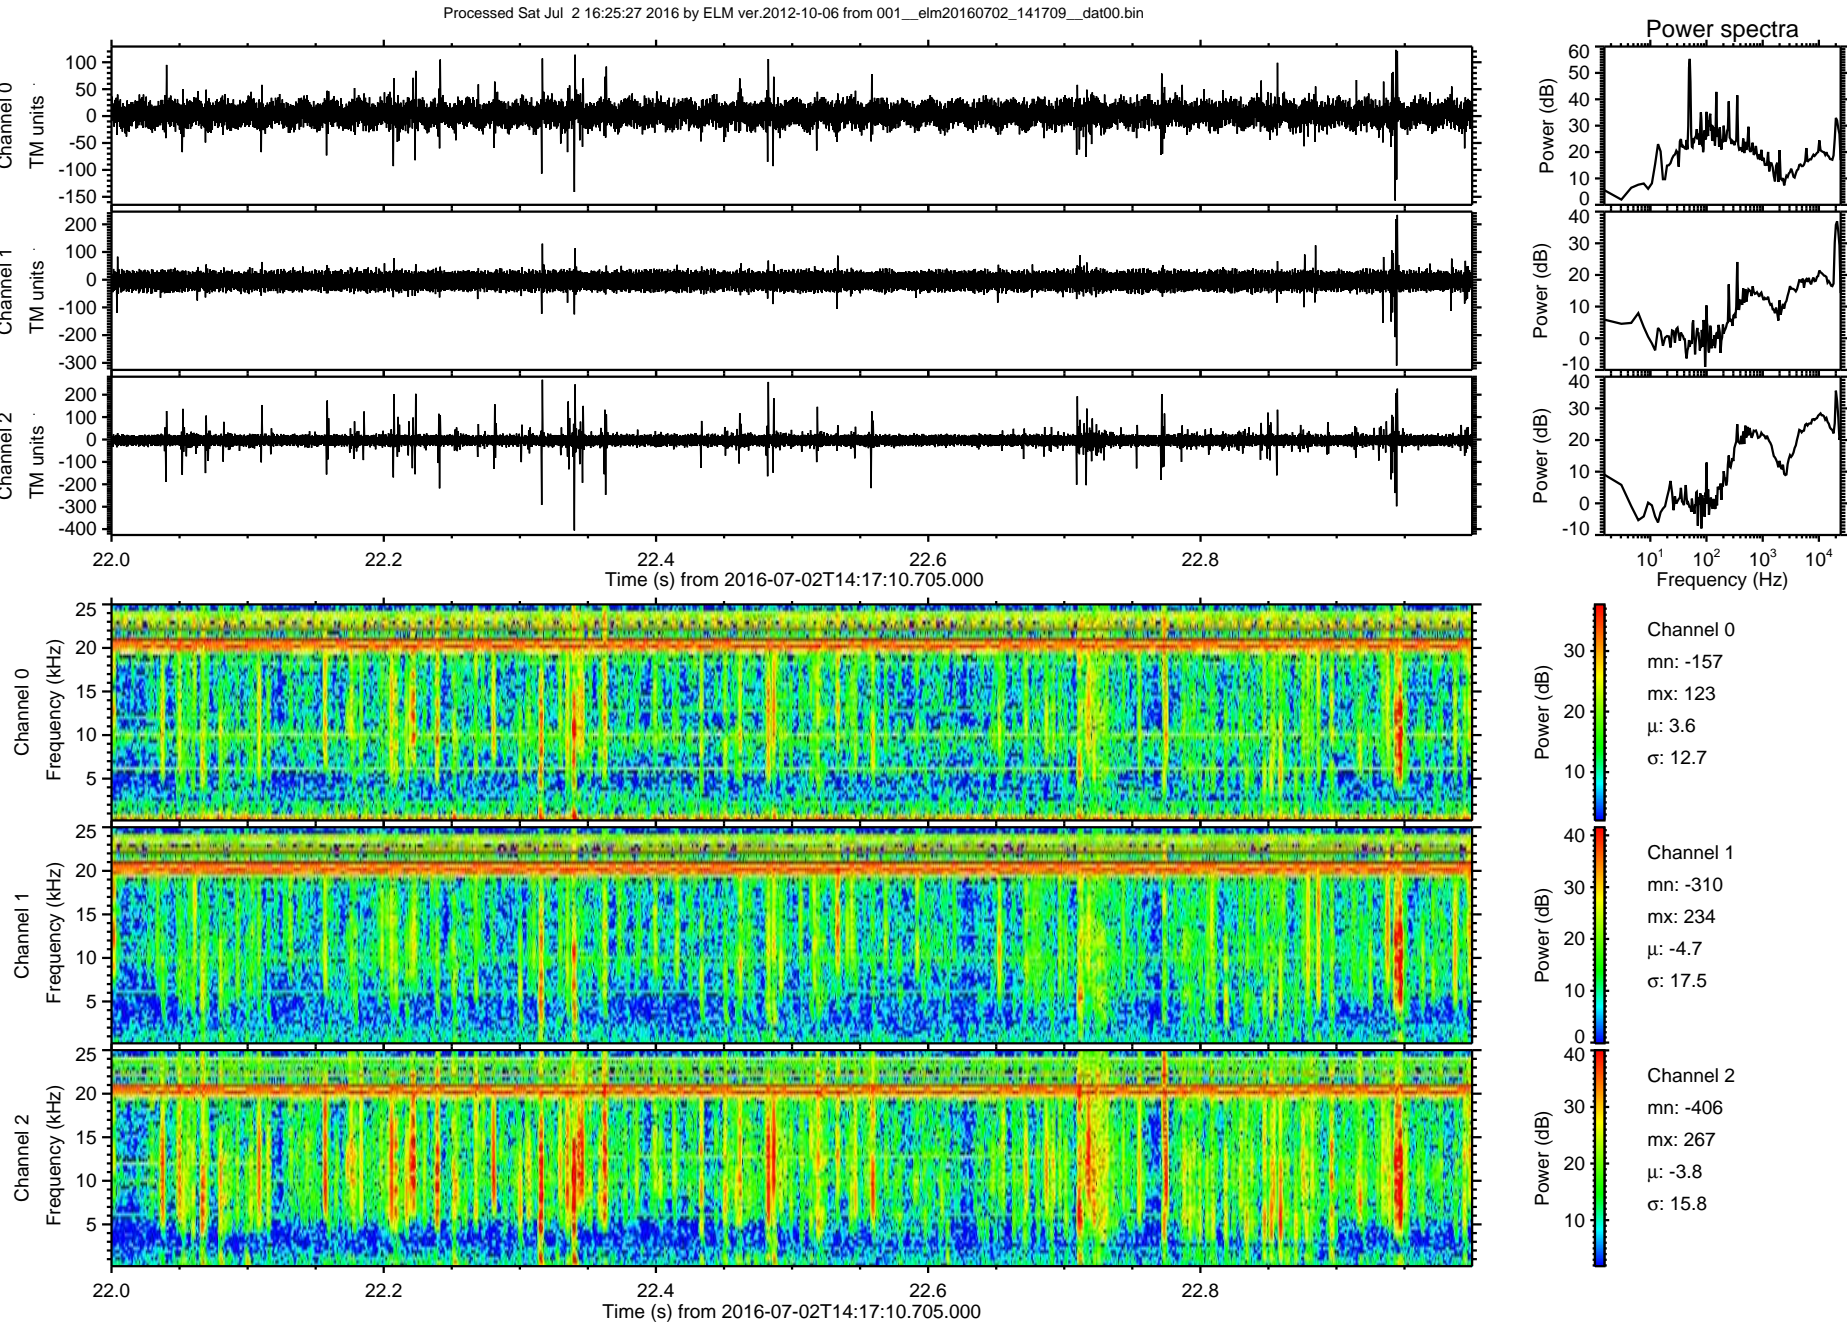 Processed Sat Jul  2 16:25:27 2016 by ELM ver.2012-10-06 from 001__elm20160702_141709__dat00.bin
Power spectra
Channel 0
TM units
100
50
0
-50
-100
-150
Power (dB)
60
50
40
30
20
10
0
Channel 1
TM units
200
100
0
-100
-200
-300
Power (dB)
40
30
20
10
0
-10
Channel 2
TM units
200
100
0
-100
-200
-300
-400
Power (dB)
40
30
20
10
0
-10
22.0 22.2 22.4 22.6 22.8
Time (s) from 2016-07-02T14:17:10.705.000
10¹ 10² 10³ 10⁴
Frequency (Hz)
Channel 0
Frequency (kHz)
25
20
15
10
5
Power (dB)
30
20
10
Channel 0
mn: -157
mx: 123
μ: 3.6
σ: 12.7
Channel 1
Frequency (kHz)
25
20
15
10
5
Power (dB)
40
30
20
10
0
Channel 1
mn: -310
mx: 234
μ: -4.7
σ: 17.5
Channel 2
Frequency (kHz)
25
20
15
10
5
Power (dB)
40
30
20
10
Channel 2
mn: -406
mx: 267
μ: -3.8
σ: 15.8
22.0 22.2 22.4 22.6 22.8
Time (s) from 2016-07-02T14:17:10.705.000